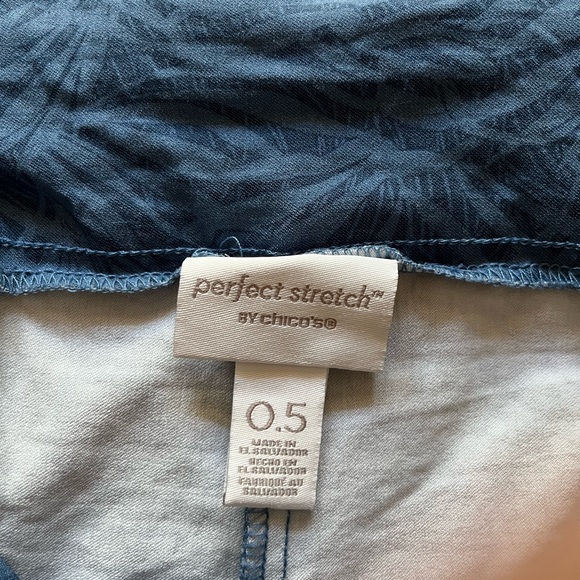 perfect stretch™
BY CHICO'S®
0.5
MADE IN
EL SALVADOR
HECHO EN
EL SALVADOR
FABRIQUÉ AU
SALVADOR